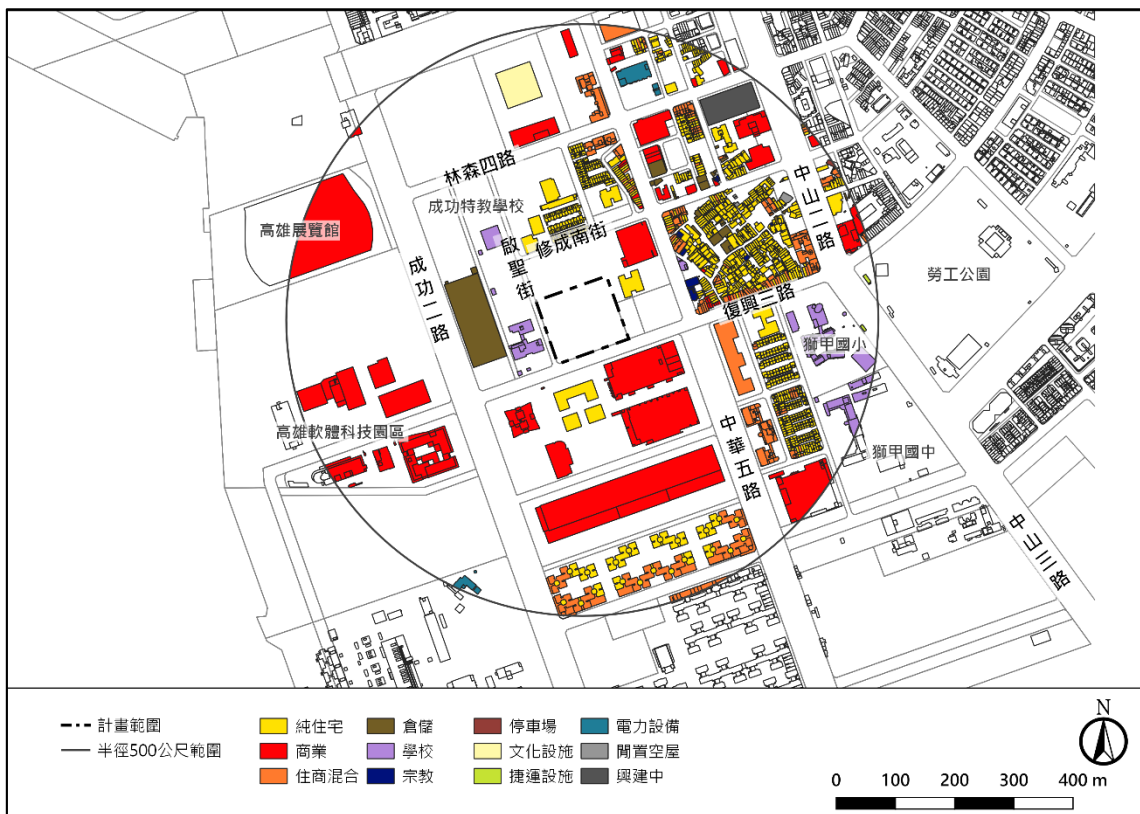 林森四路
中山二路
成功特教學校
高雄展覽館
修成南街
啟聖街
成功二路
勞工公園
復興三路
獅甲國小
高雄軟體科技園區
中華五路
獅甲國中
中山三路
計畫範圍
半徑500公尺範圍
純住宅
商業
住商混合
倉儲
學校
宗教
停車場
文化設施
捷運設施
電力設備
閒置空屋
興建中
N
0 100 200 300 400 m